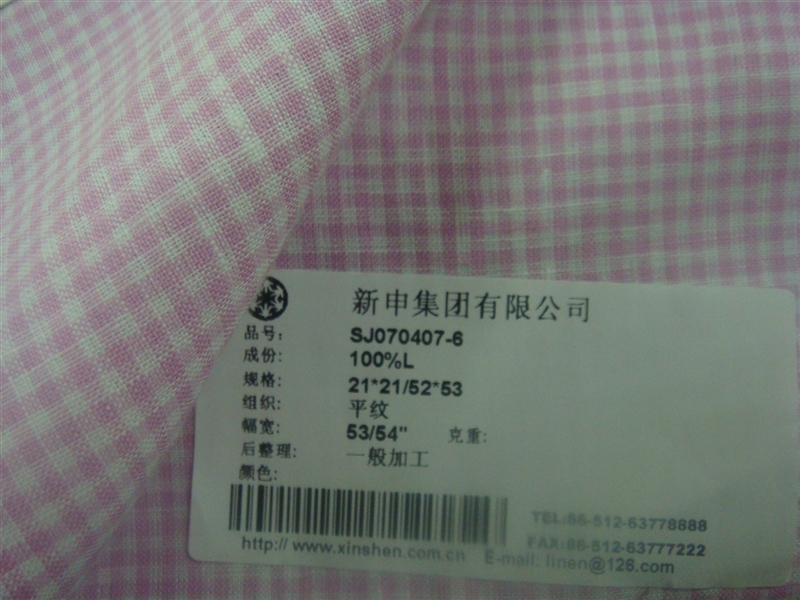 新申集团有限公司
品号: SJ070407-6
成份: 100%L
规格: 21*21/52*53
组织: 平纹
幅宽: 53/54" 克重:
后整理: 一般加工
颜色:
TEL:86-512-63778888
FAX:86-512-63777222
http://www.xinshen.com.cn E-mail: linen@126.com